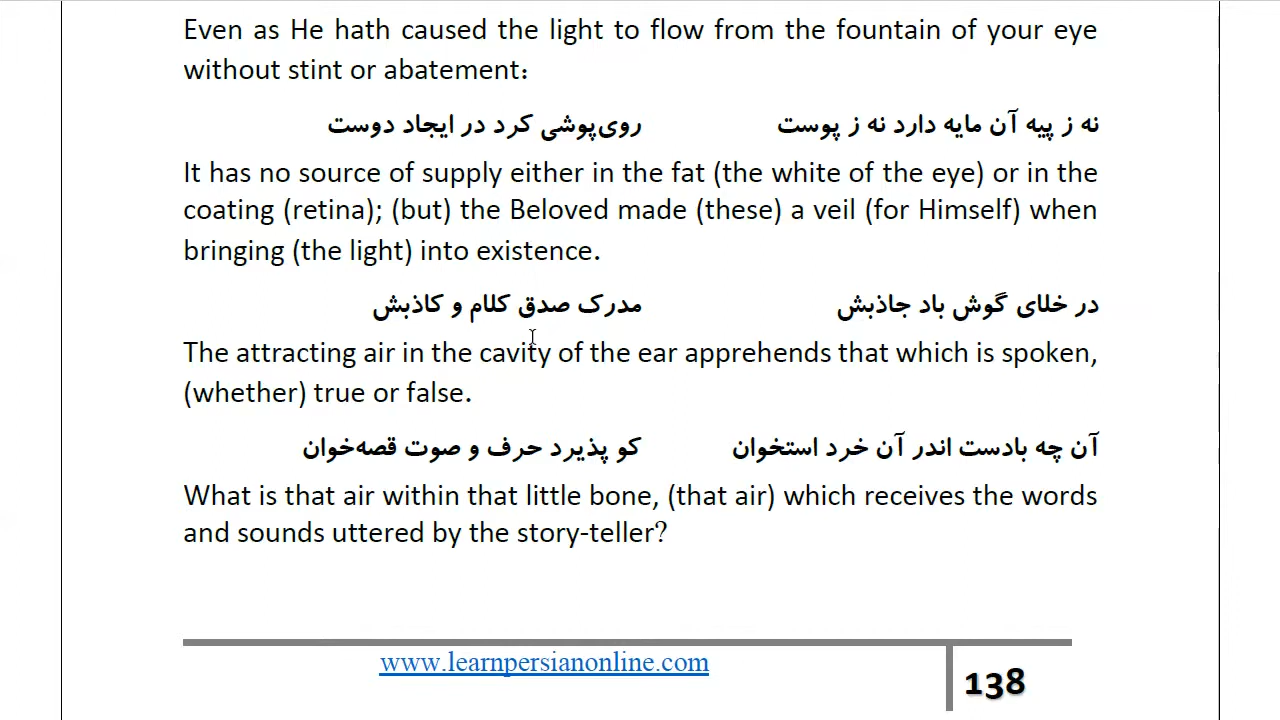 Even as He hath caused the light to flow from the fountain of your eye
without stint or abatement:
نه ز پیه آن مایه دارد نه ز پوست روی‌پوشی کرد در ایجاد دوست
It has no source of supply either in the fat (the white of the eye) or in the
coating (retina); (but) the Beloved made (these) a veil (for Himself) when
bringing (the light) into existence.
در خلای گوش باد جاذبش مدرک صدق کلام و کاذبش
The attracting air in the cavity of the ear apprehends that which is spoken,
(whether) true or false.
آن چه بادست اندر آن خرد استخوان کو پذیرد حرف و صوت قصه‌خوان
What is that air within that little bone, (that air) which receives the words
and sounds uttered by the story-teller?
www.learnpersianonline.com
138